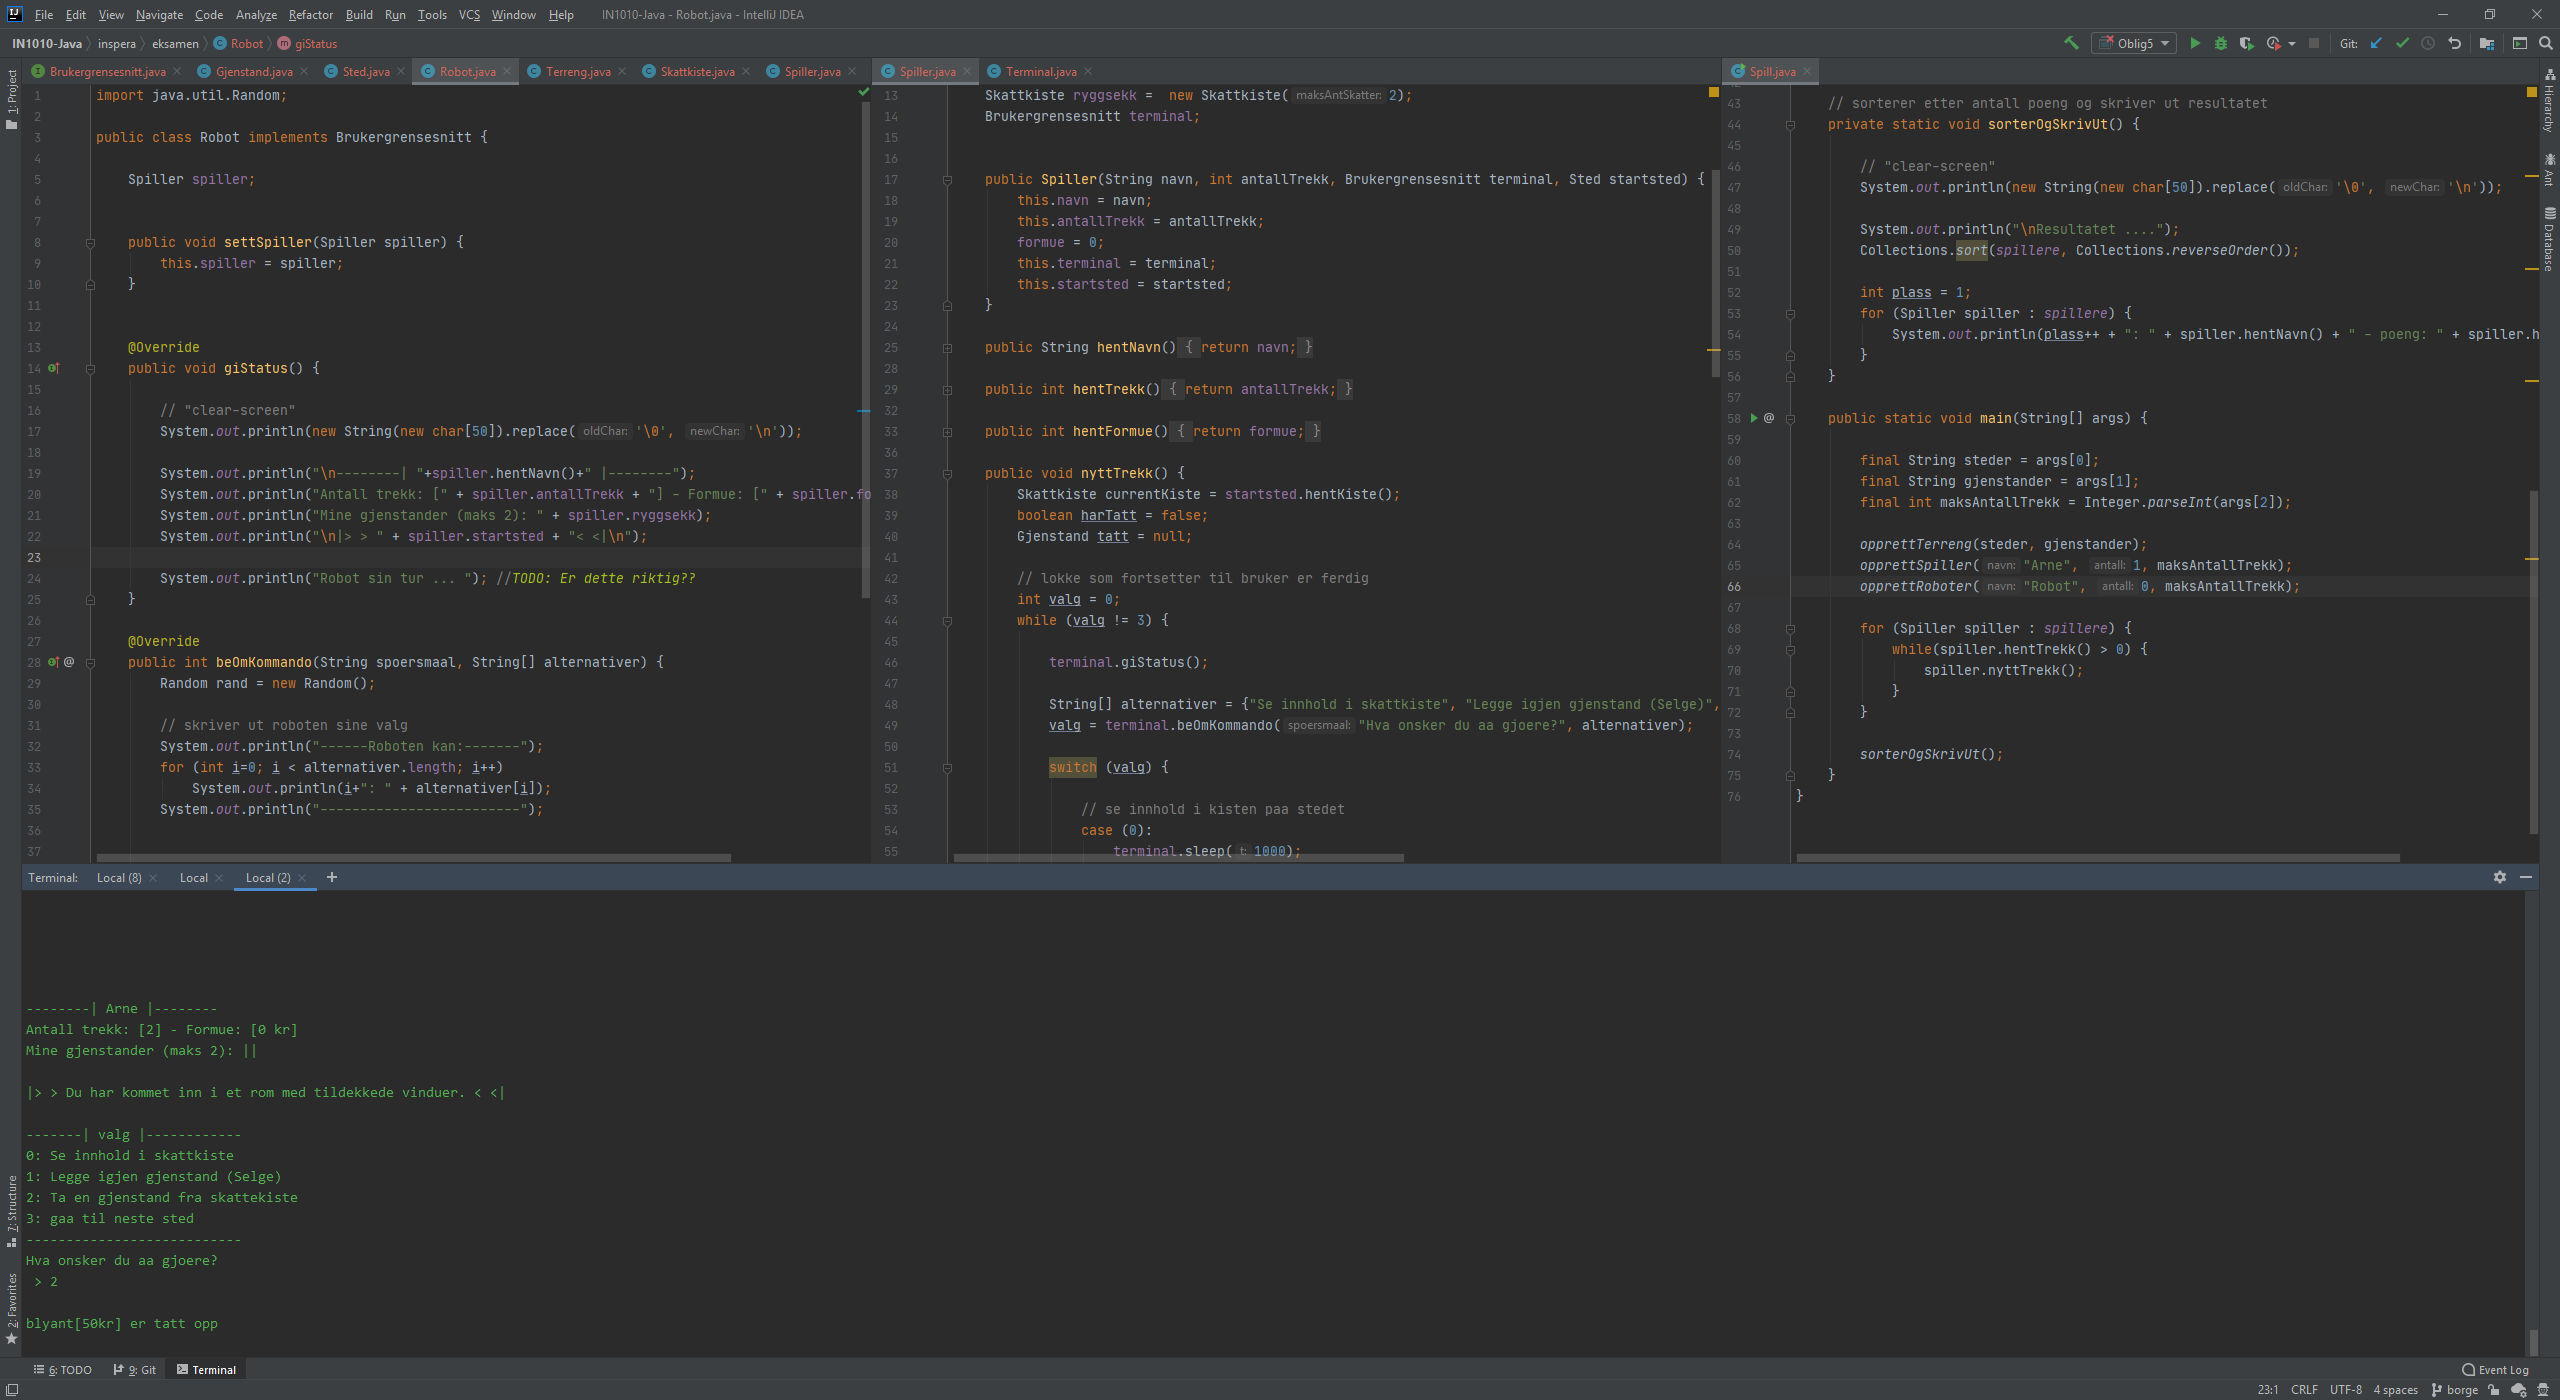 File Edit View Navigate Code Analyze Refactor Build Run Tools VCS Window Help IN1010-Java - Robot.java - IntelliJ IDEA
IN1010-Java inspera eksamen Robot giStatus Oblig5 Git:
Brukergrensesnitt.java Gjenstand.java Sted.java Robot.java Terreng.java Skattkiste.java Spiller.java
1 import java.util.Random;
2
3 public class Robot implements Brukergrensesnitt {
4
5 Spiller spiller;
6
7
8 public void settSpiller(Spiller spiller) {
9 this.spiller = spiller;
10 }
11
12
13 @Override
14 public void giStatus() {
15
16 // "clear-screen"
17 System.out.println(new String(new char[50]).replace( oldChar: '\0', newChar: '\n'));
18
19 System.out.println("\n--------| "+spiller.hentNavn()+" |--------");
20 System.out.println("Antall trekk: [" + spiller.antallTrekk + "] - Formue: [" + spiller.fo
21 System.out.println("Mine gjenstander (maks 2): " + spiller.ryggsekk);
22 System.out.println("\n|> > " + spiller.startsted + "< <|\n");
23
24 System.out.println("Robot sin tur ... "); //TODO: Er dette riktig??
25 }
26
27 @Override
28 @ public int beOmKommando(String spoersmaal, String[] alternativer) {
29 Random rand = new Random();
30
31 // skriver ut roboten sine valg
32 System.out.println("------Roboten kan:-------");
33 for (int i=0; i < alternativer.length; i++)
34 System.out.println(i+": " + alternativer[i]);
35 System.out.println("-------------------------");
36
37
Spiller.java Terminal.java
13 Skattkiste ryggsekk =  new Skattkiste( maksAntSkatter: 2);
14 Brukergrensesnitt terminal;
15
16
17 public Spiller(String navn, int antallTrekk, Brukergrensesnitt terminal, Sted startsted) {
18 this.navn = navn;
19 this.antallTrekk = antallTrekk;
20 formue = 0;
21 this.terminal = terminal;
22 this.startsted = startsted;
23 }
24
25 public String hentNavn() { return navn; }
28
29 public int hentTrekk() { return antallTrekk; }
32
33 public int hentFormue() { return formue; }
36
37 public void nyttTrekk() {
38 Skattkiste currentKiste = startsted.hentKiste();
39 boolean harTatt = false;
40 Gjenstand tatt = null;
41
42 // lokke som fortsetter til bruker er ferdig
43 int valg = 0;
44 while (valg != 3) {
45
46 terminal.giStatus();
47
48 String[] alternativer = {"Se innhold i skattkiste", "Legge igjen gjenstand (Selge)",
49 valg = terminal.beOmKommando( spoersmaal: "Hva onsker du aa gjoere?", alternativer);
50
51 switch (valg) {
52
53 // se innhold i kisten paa stedet
54 case (0):
55 terminal.sleep( t: 1000);
Spill.java
43 // sorterer etter antall poeng og skriver ut resultatet
44 private static void sorterOgSkrivUt() {
45
46 // "clear-screen"
47 System.out.println(new String(new char[50]).replace( oldChar: '\0', newChar: '\n'));
48
49 System.out.println("\nResultatet ....");
50 Collections.sort(spillere, Collections.reverseOrder());
51
52 int plass = 1;
53 for (Spiller spiller : spillere) {
54 System.out.println(plass++ + ": " + spiller.hentNavn() + " - poeng: " + spiller.h
55 }
56 }
57
58 @ public static void main(String[] args) {
59
60 final String steder = args[0];
61 final String gjenstander = args[1];
62 final int maksAntallTrekk = Integer.parseInt(args[2]);
63
64 opprettTerreng(steder, gjenstander);
65 opprettSpiller( navn: "Arne", antall: 1, maksAntallTrekk);
66 opprettRoboter( navn: "Robot", antall: 0, maksAntallTrekk);
67
68 for (Spiller spiller : spillere) {
69 while(spiller.hentTrekk() > 0) {
70 spiller.nyttTrekk();
71 }
72 }
73
74 sorterOgSkrivUt();
75 }
76 }
1: Project
7: Structure
2: Favorites
Hierarchy
Ant
Database
Terminal: Local (8) Local Local (2) +
--------| Arne |--------
Antall trekk: [2] - Formue: [0 kr]
Mine gjenstander (maks 2): ||
|> > Du har kommet inn i et rom med tildekkede vinduer. < <|
-------| valg |------------
0: Se innhold i skattkiste
1: Legge igjen gjenstand (Selge)
2: Ta en gjenstand fra skattekiste
3: gaa til neste sted
---------------------------
Hva onsker du aa gjoere?
> 2
blyant[50kr] er tatt opp
6: TODO 9: Git Terminal Event Log
23:1 CRLF UTF-8 4 spaces borge